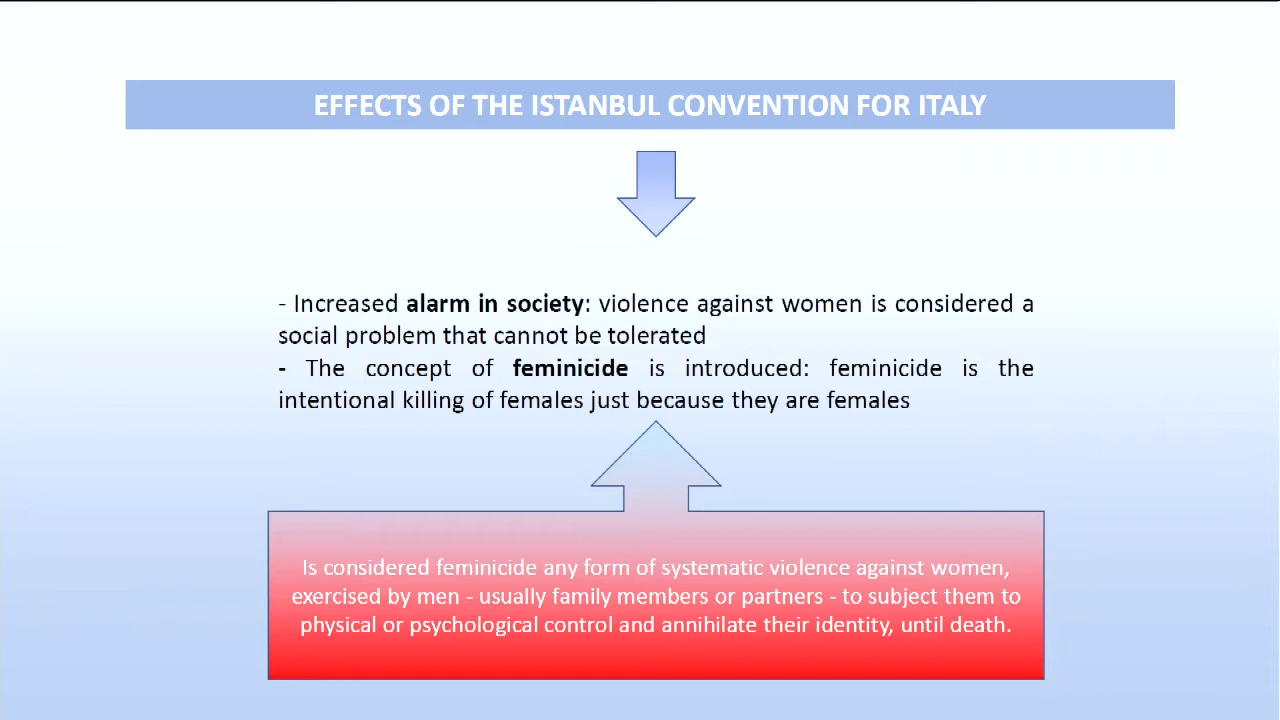 EFFECTS OF THE ISTANBUL CONVENTION FOR ITALY
- Increased alarm in society: violence against women is considered a
social problem that cannot be tolerated
- The concept of feminicide is introduced: feminicide is the
intentional killing of females just because they are females
Is considered feminicide any form of systematic violence against women,
exercised by men - usually family members or partners - to subject them to
physical or psychological control and annihilate their identity, until death.